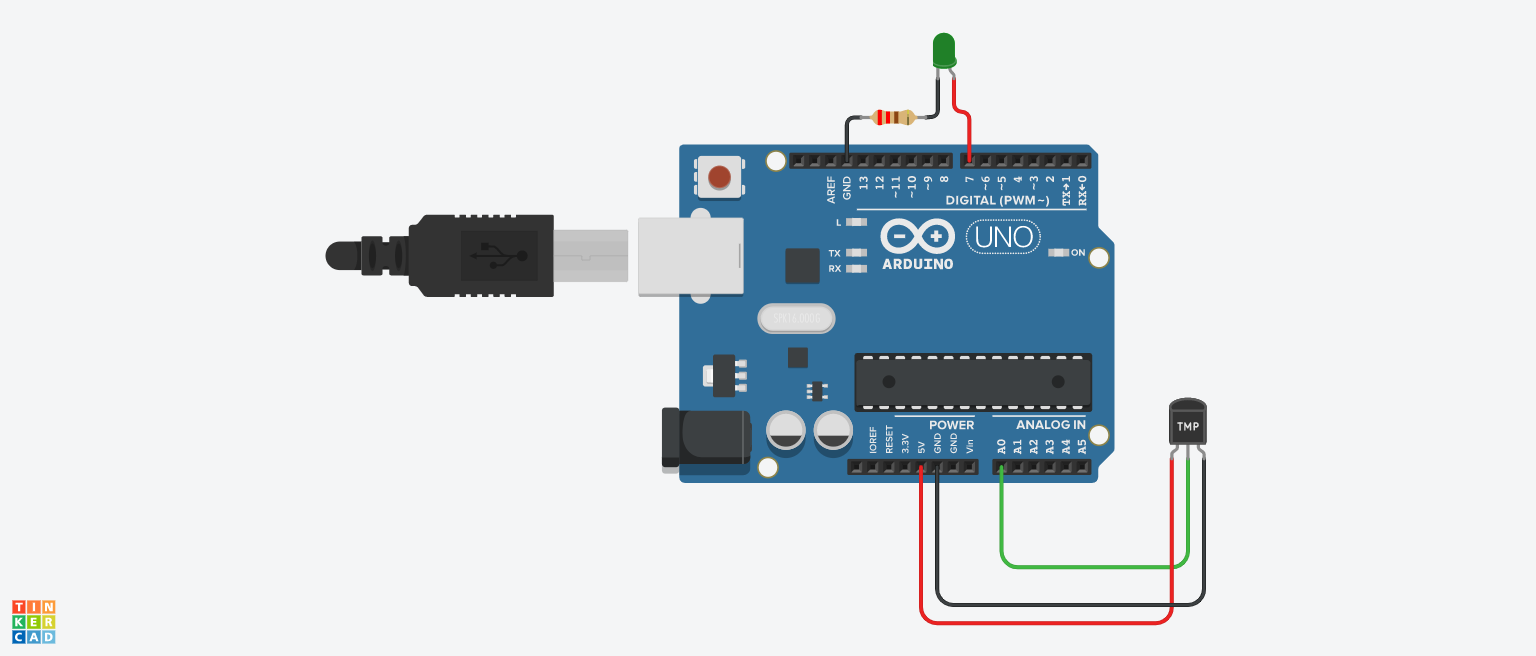 AREF
GND
13
12
~11
~10
~9
8
7
~6
~5
4
~3
2
TX→1
RX←0
DIGITAL (PWM~)
L
TX
RX
ARDUINO
UNO
ON
SPK16.000G
POWER
ANALOG IN
IOREF
RESET
3.3V
5V
GND
GND
Vin
A0
A1
A2
A3
A4
A5
TMP
TIN
KER
CAD